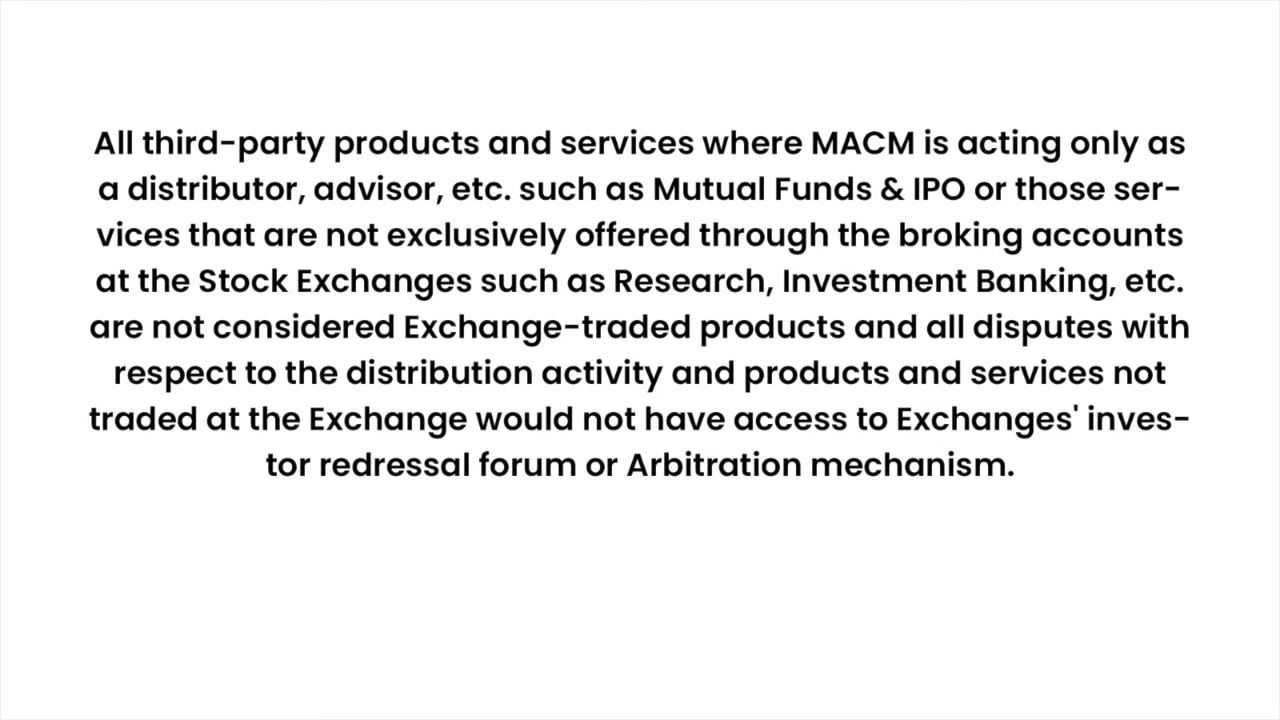 All third-party products and services where MACM is acting only as
a distributor, advisor, etc. such as Mutual Funds & IPO or those ser-
vices that are not exclusively offered through the broking accounts
at the Stock Exchanges such as Research, Investment Banking, etc.
are not considered Exchange-traded products and all disputes with
respect to the distribution activity and products and services not
traded at the Exchange would not have access to Exchanges' inves-
tor redressal forum or Arbitration mechanism.